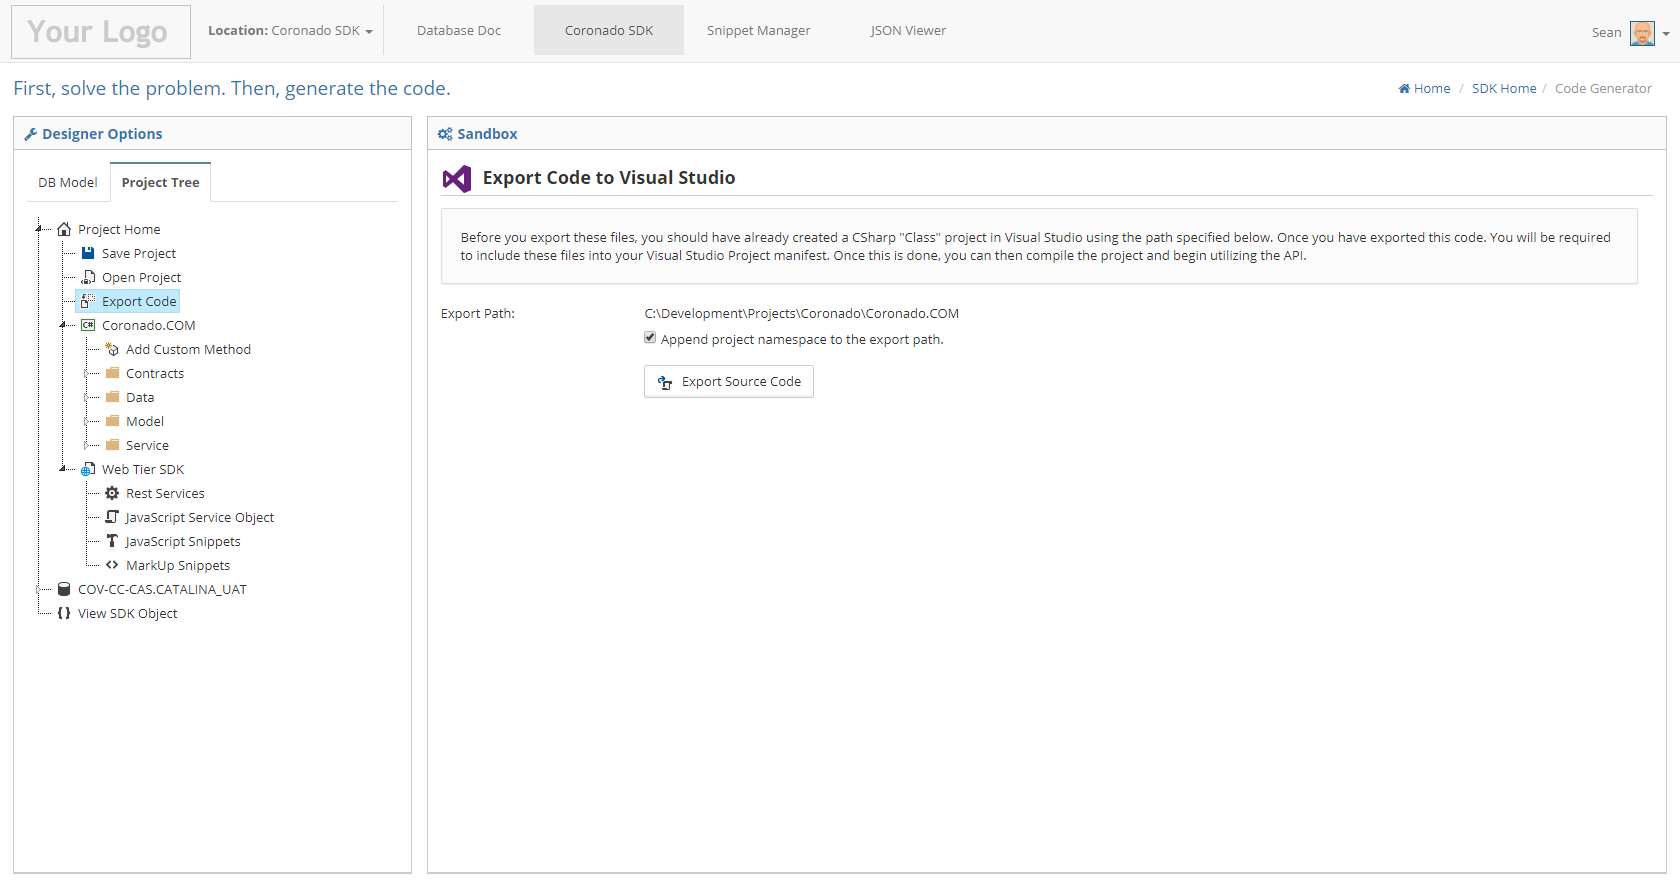 Your Logo
Location: Coronado SDK
Database Doc
Coronado SDK
Snippet Manager
JSON Viewer
Sean
First, solve the problem. Then, generate the code.
Home / SDK Home / Code Generator
Designer Options
DB Model
Project Tree
Project Home
Save Project
Open Project
Export Code
C# Coronado.COM
Add Custom Method
Contracts
Data
Model
Service
Web Tier SDK
Rest Services
JavaScript Service Object
JavaScript Snippets
MarkUp Snippets
COV-CC-CAS.CATALINA_UAT
View SDK Object
Sandbox
Export Code to Visual Studio
Before you export these files, you should have already created a CSharp "Class" project in Visual Studio using the path specified below. Once you have exported this code. You will be required
to include these files into your Visual Studio Project manifest. Once this is done, you can then compile the project and begin utilizing the API.
Export Path: C:\Development\Projects\Coronado\Coronado.COM
Append project namespace to the export path.
Export Source Code